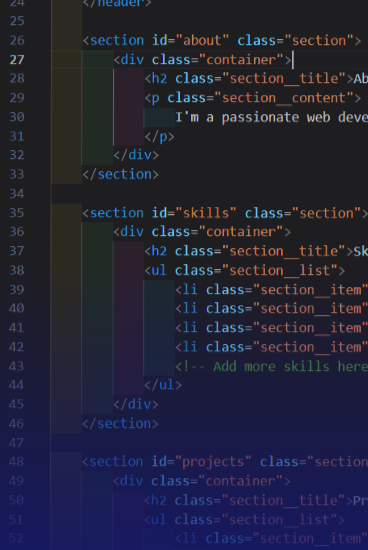 24 </header>
25
26 <section id="about" class="section">
27 <div class="container">
28 <h2 class="section__title">Ab
29 <p class="section__content">
30 I'm a passionate web deve
31 </p>
32 </div>
33 </section>
34
35 <section id="skills" class="section">
36 <div class="container">
37 <h2 class="section__title">Sk
38 <ul class="section__list">
39 <li class="section__item"
40 <li class="section__item"
41 <li class="section__item"
42 <li class="section__item"
43 <!-- Add more skills here
44 </ul>
45 </div>
46 </section>
47
48 <section id="projects" class="section
49 <div class="container">
50 <h2 class="section__title">Pr
51 <ul class="section__list">
52 <li class="section__item"